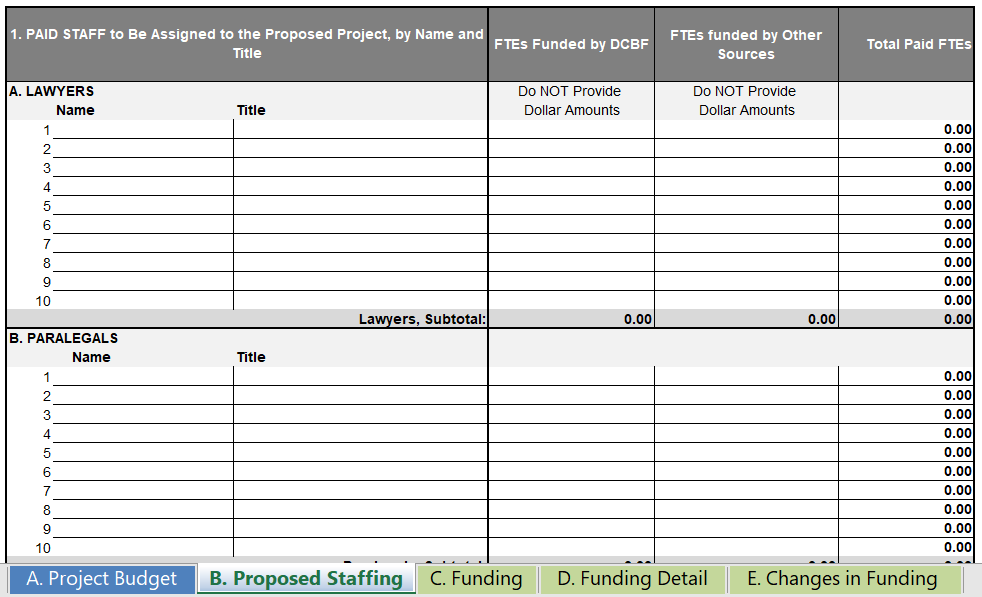 1. PAID STAFF to Be Assigned to the Proposed Project, by Name and
Title
FTEs Funded by DCBF
FTEs funded by Other
Sources
Total Paid FTEs
A. LAWYERS
Do NOT Provide
Do NOT Provide
Name
Title
Dollar Amounts
Dollar Amounts
1 0.00
2 0.00
3 0.00
4 0.00
5 0.00
6 0.00
7 0.00
8 0.00
9 0.00
10 0.00
Lawyers, Subtotal: 0.00 0.00 0.00
B. PARALEGALS
Name Title
1 0.00
2 0.00
3 0.00
4 0.00
5 0.00
6 0.00
7 0.00
8 0.00
9 0.00
10 0.00
A. Project Budget
B. Proposed Staffing
C. Funding
D. Funding Detail
E. Changes in Funding